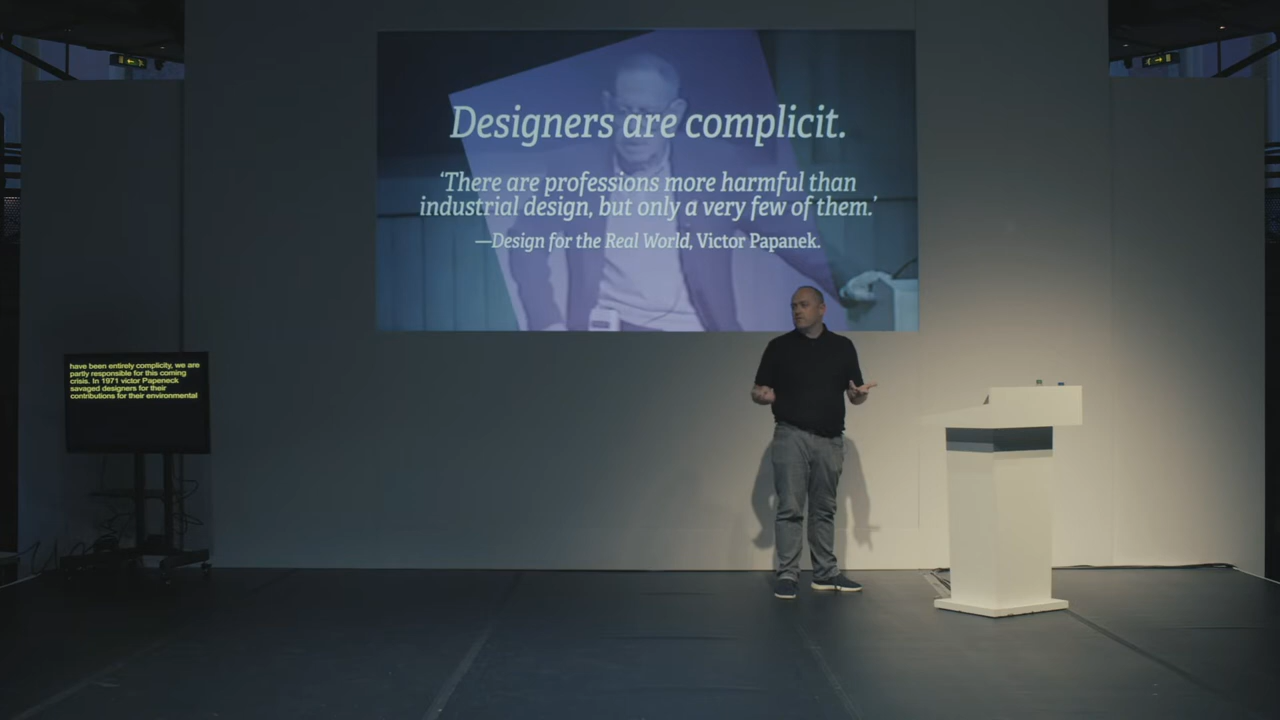 Designers are complicit.
‘There are professions more harmful than
industrial design, but only a very few of them.’
—Design for the Real World, Victor Papanek.
have been entirely complicity, we are
partly responsible for this coming
crisis. In 1971 victor Papeneck
savaged designers for their
contributions for their environmental